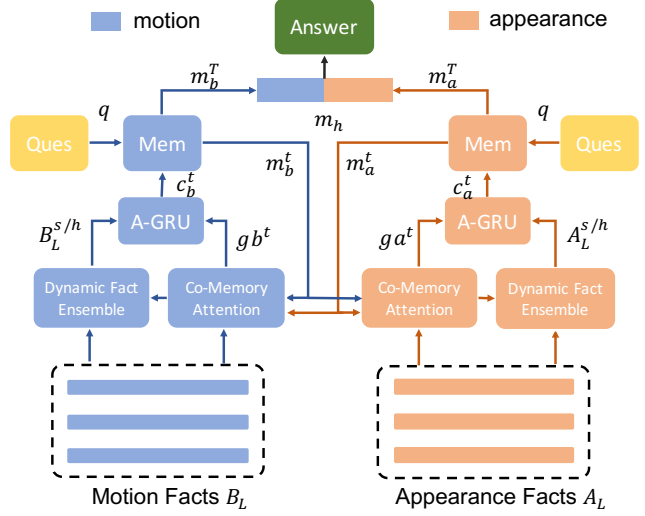 motion
Answer
appearance
$m_b^T$
$m_a^T$
$q$
$m_h$
$q$
Ques
Mem
$m_b^t$
$m_a^t$
Mem
Ques
$c_b^t$
$c_a^t$
$B_L^{s/h}$
A-GRU
$gb^t$
$ga^t$
A-GRU
$A_L^{s/h}$
Dynamic Fact
Ensemble
Co-Memory
Attention
Co-Memory
Attention
Dynamic Fact
Ensemble
Motion Facts $B_L$
Appearance Facts $A_L$